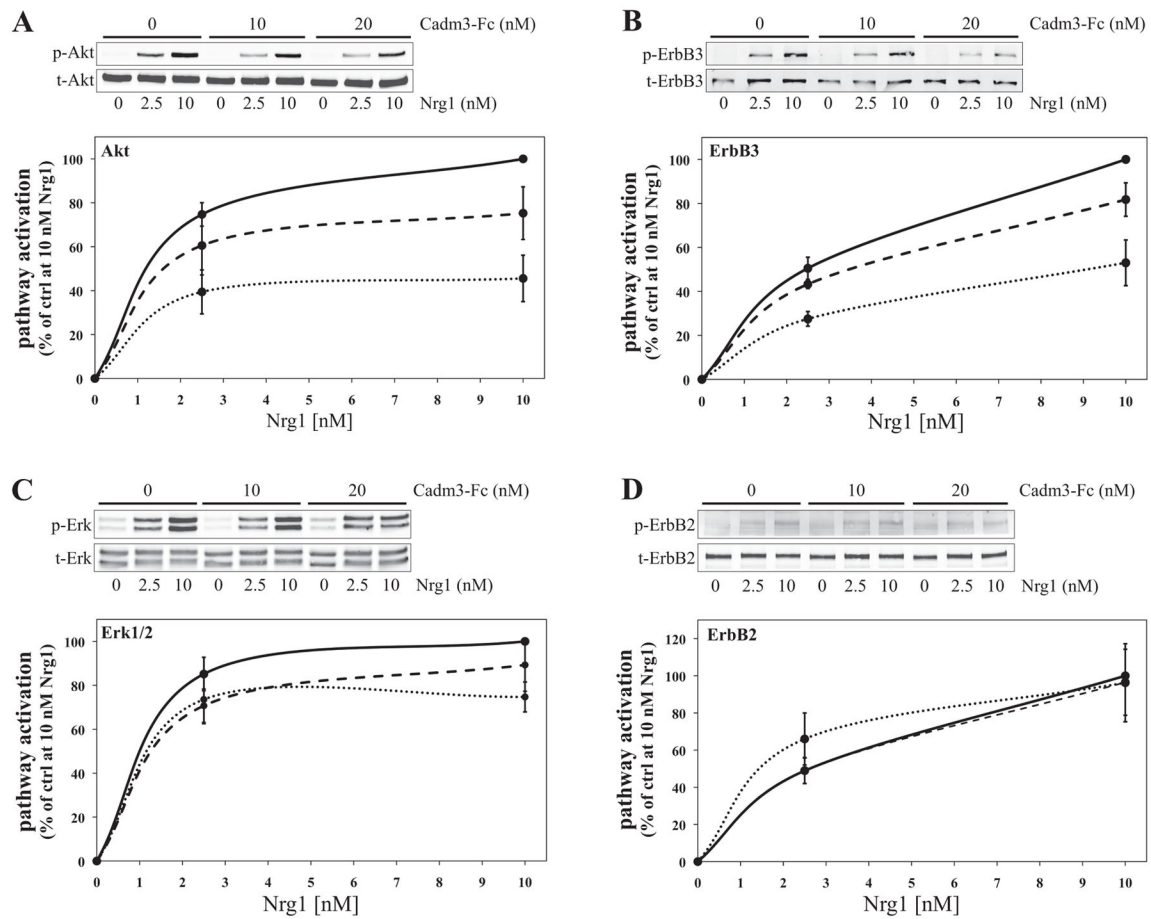 A
0 10 20 Cadm3-Fc (nM)
p-Akt
t-Akt
0 2.5 10 0 2.5 10 0 2.5 10 Nrg1 (nM)
Akt
100
80
60
40
20
0
pathway activation
(% of ctrl at 10 nM Nrg1)
0 1 2 3 4 5 6 7 8 9 10
Nrg1 [nM]
B
0 10 20 Cadm3-Fc (nM)
p-ErbB3
t-ErbB3
0 2.5 10 0 2.5 10 0 2.5 10 Nrg1 (nM)
ErbB3
100
80
60
40
20
0
pathway activation
(% of ctrl at 10 nM Nrg1)
0 1 2 3 4 5 6 7 8 9 10
Nrg1 [nM]
C
0 10 20 Cadm3-Fc (nM)
p-Erk
t-Erk
0 2.5 10 0 2.5 10 0 2.5 10 Nrg1 (nM)
Erk1/2
100
80
60
40
20
0
pathway activation
(% of ctrl at 10 nM Nrg1)
0 1 2 3 4 5 6 7 8 9 10
Nrg1 [nM]
D
0 10 20 Cadm3-Fc (nM)
p-ErbB2
t-ErbB2
0 2.5 10 0 2.5 10 0 2.5 10 Nrg1 (nM)
ErbB2
120
100
80
60
40
20
0
pathway activation
(% of ctrl at 10 nM Nrg1)
0 1 2 3 4 5 6 7 8 9 10
Nrg1 [nM]